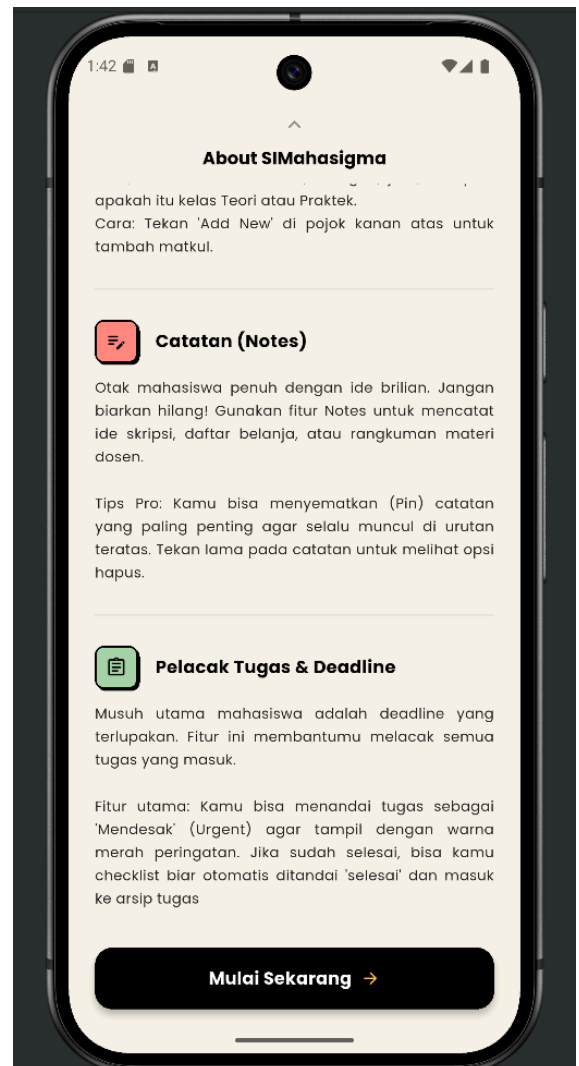 1:42
About SIMahasigma
apakah itu kelas Teori atau Praktek.
Cara: Tekan 'Add New' di pojok kanan atas untuk
tambah matkul.
Catatan (Notes)
Otak mahasiswa penuh dengan ide brilian. Jangan
biarkan hilang! Gunakan fitur Notes untuk mencatat
ide skripsi, daftar belanja, atau rangkuman materi
dosen.
Tips Pro: Kamu bisa menyematkan (Pin) catatan
yang paling penting agar selalu muncul di urutan
teratas. Tekan lama pada catatan untuk melihat opsi
hapus.
Pelacak Tugas & Deadline
Musuh utama mahasiswa adalah deadline yang
terlupakan. Fitur ini membantumu melacak semua
tugas yang masuk.
Fitur utama: Kamu bisa menandai tugas sebagai
'Mendesak' (Urgent) agar tampil dengan warna
merah peringatan. Jika sudah selesai, bisa kamu
checklist biar otomatis ditandai 'selesai' dan masuk
ke arsip tugas
Mulai Sekarang →